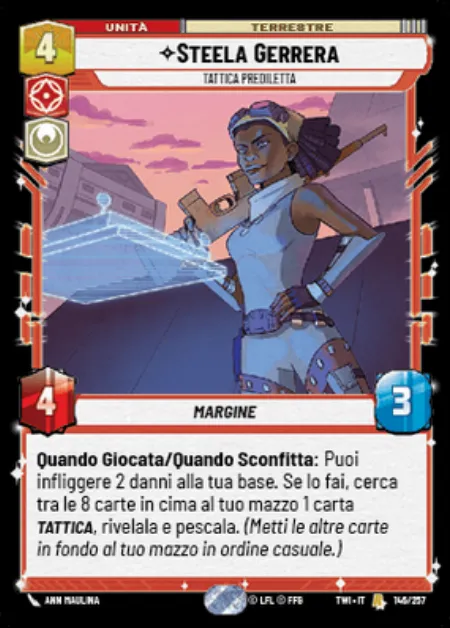 UNITÀ
TERRESTRE
4
STEELA GERRERA
TATTICA PREDILETTA
4
MARGINE
3
Quando Giocata/Quando Sconfitta: Puoi
infliggere 2 danni alla tua base. Se lo fai, cerca
tra le 8 carte in cima al tuo mazzo 1 carta
TATTICA, rivelala e pescala. (Metti le altre carte
in fondo al tuo mazzo in ordine casuale.)
ANN MAULINA
© LFL © FFG
TWI • IT
146/257